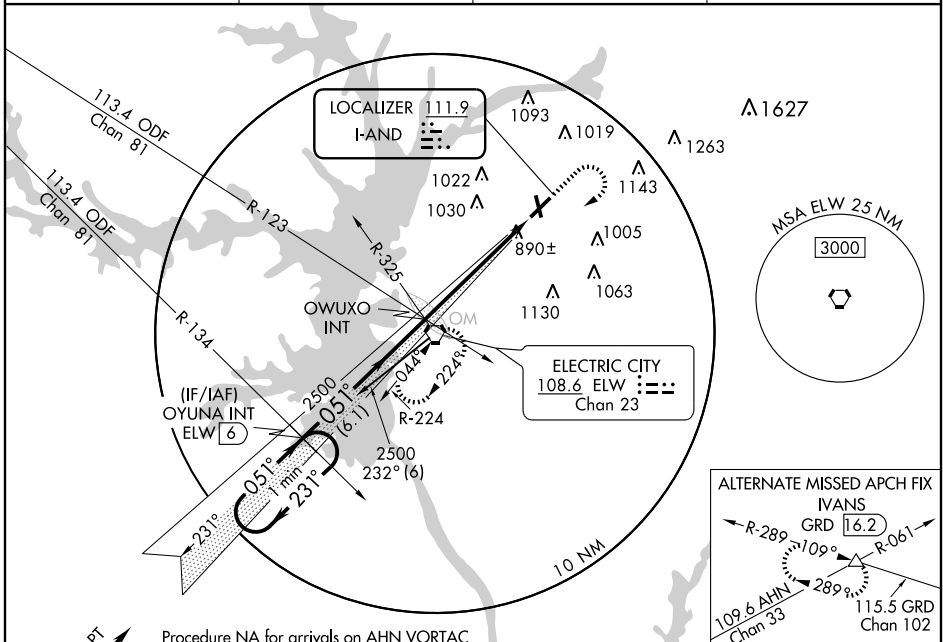 113.4 ODF
Chan 81
LOCALIZER 111.9
I-AND
1093
1019
1627
1263
1022
1030
1143
113.4 ODF
Chan 81
R-123
R-325
890±
1005
MSA ELW 25 NM
3000
OWUXO
INT
OM
1063
1130
R-134
044°
224°
ELECTRIC CITY
108.6 ELW
Chan 23
(IF/IAF)
OYUNA INT
ELW 6
2500
051°
(6.1)
R-224
2500
232° (6)
051°
1 min
231°
231°
10 NM
ALTERNATE MISSED APCH FIX
IVANS
GRD 16.2
R-289
109°
R-061
289°
109.6 AHN
Chan 33
115.5 GRD
Chan 102
PT
Procedure NA for arrivals on AHN VORTAC